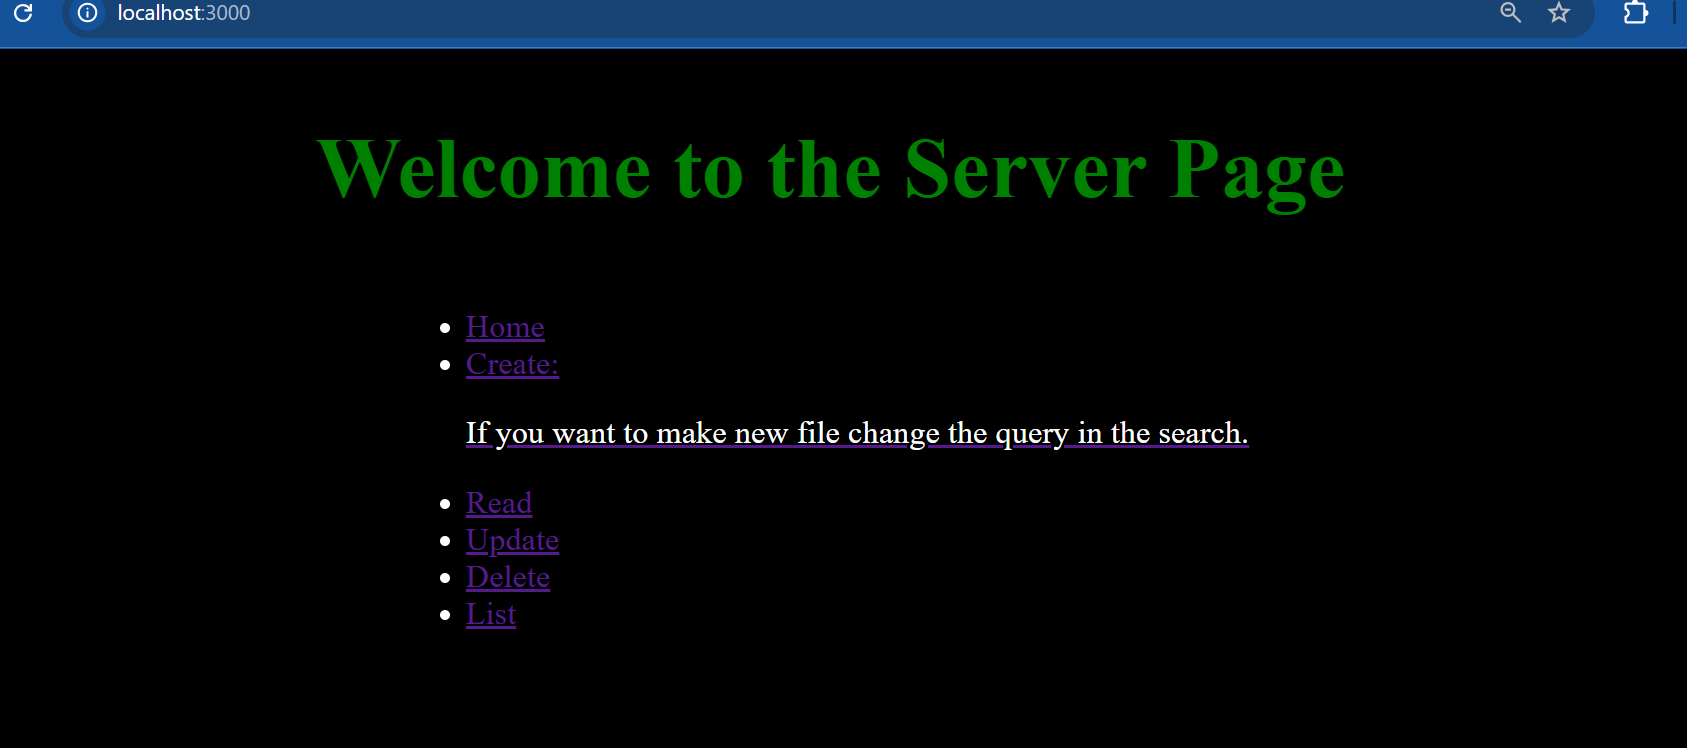 localhost:3000
Welcome to the Server Page
Home
Create:
If you want to make new file change the query in the search.
Read
Update
Delete
List